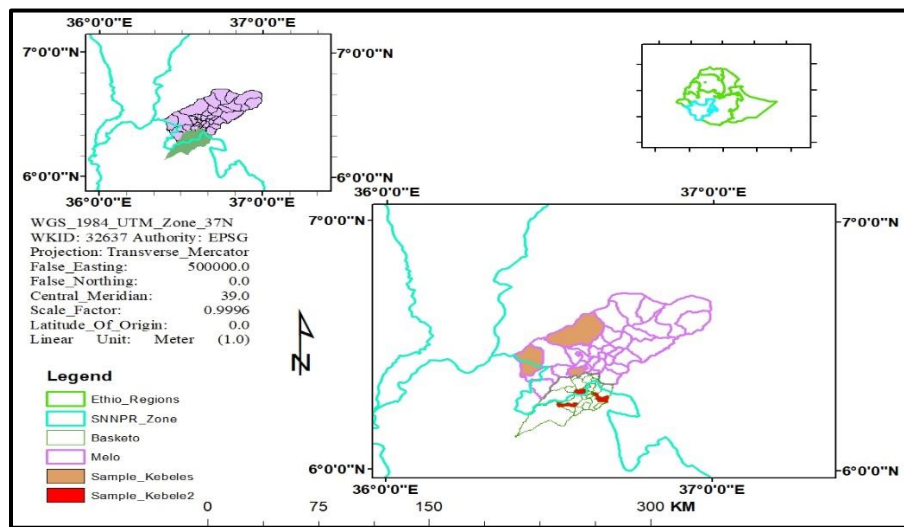 36°0'0"E 37°0'0"E
7°0'0"N 7°0'0"N
6°0'0"N 6°0'0"N
36°0'0"E 37°0'0"E
36°0'0"E 37°0'0"E
7°0'0"N 7°0'0"N
WGS_1984_UTM_Zone_37N
WKID: 32637 Authority: EPSG
Projection: Transverse_Mercator
False_Easting: 500000.0
False_Northing: 0.0
Central_Meridian: 39.0
Scale_Factor: 0.9996
Latitude_Of_Origin: 0.0
Linear Unit: Meter (1.0)
N
Legend
Ethio_Regions
SNNPR_Zone
Basketo
Melo
Sample_Kebeles
Sample_Kebele2
6°0'0"N 6°0'0"N
36°0'0"E 37°0'0"E
0 75 150 300 KM